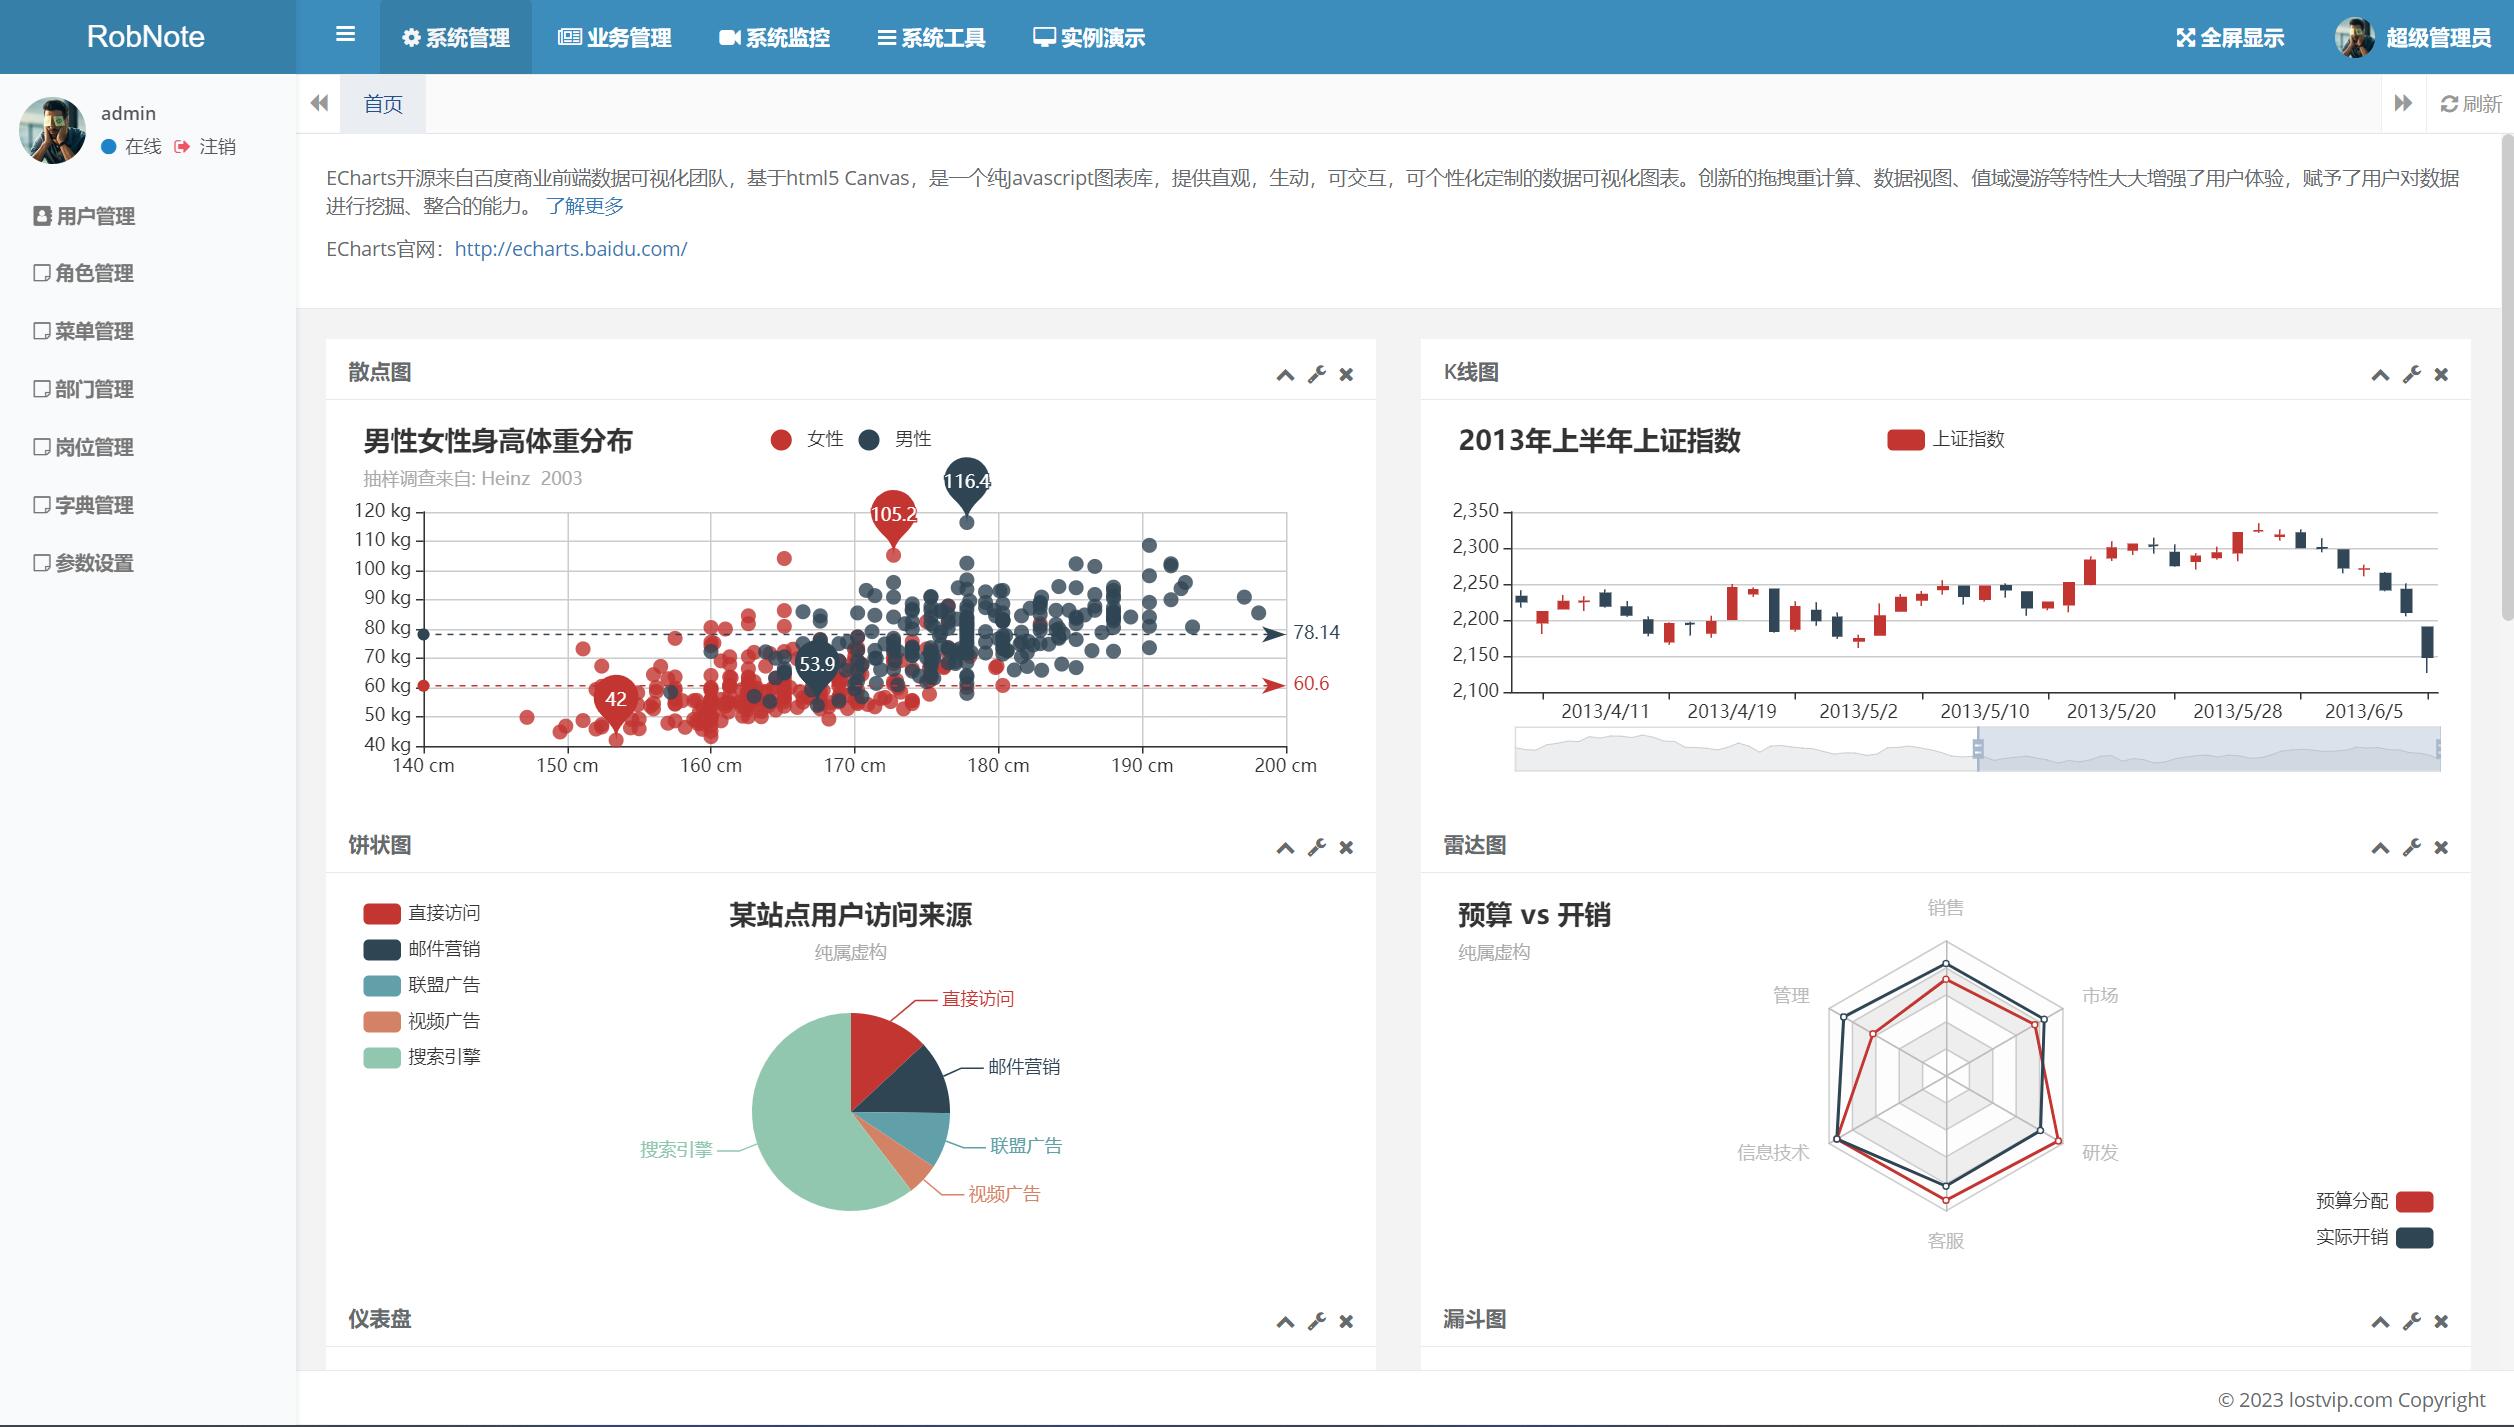 RobNote
系统管理
业务管理
系统监控
系统工具
实例演示
全屏显示
超级管理员
admin
在线 注销
首页
刷新
用户管理
角色管理
菜单管理
部门管理
岗位管理
字典管理
参数设置
ECharts开源来自百度商业前端数据可视化团队，基于html5 Canvas，是一个纯Javascript图表库，提供直观，生动，可交互，可个性化定制的数据可视化图表。创新的拖拽重计算、数据视图、值域漫游等特性大大增强了用户体验，赋予了用户对数据
进行挖掘、整合的能力。 了解更多
ECharts官网：http://echarts.baidu.com/
散点图
男性女性身高体重分布
女性 男性
抽样调查来自: Heinz 2003
116.4
105.2
120 kg
110 kg
100 kg
90 kg
80 kg
70 kg
60 kg
50 kg
40 kg
78.14
53.9
60.6
42
140 cm 150 cm 160 cm 170 cm 180 cm 190 cm 200 cm
K线图
2013年上半年上证指数
上证指数
2,350
2,300
2,250
2,200
2,150
2,100
2013/4/11 2013/4/19 2013/5/2 2013/5/10 2013/5/20 2013/5/28 2013/6/5
饼状图
直接访问
邮件营销
联盟广告
视频广告
搜索引擎
某站点用户访问来源
纯属虚构
直接访问
邮件营销
联盟广告
视频广告
搜索引擎
雷达图
预算 vs 开销
纯属虚构
销售
管理
市场
信息技术
研发
客服
预算分配
实际开销
仪表盘
漏斗图
© 2023 lostvip.com Copyright